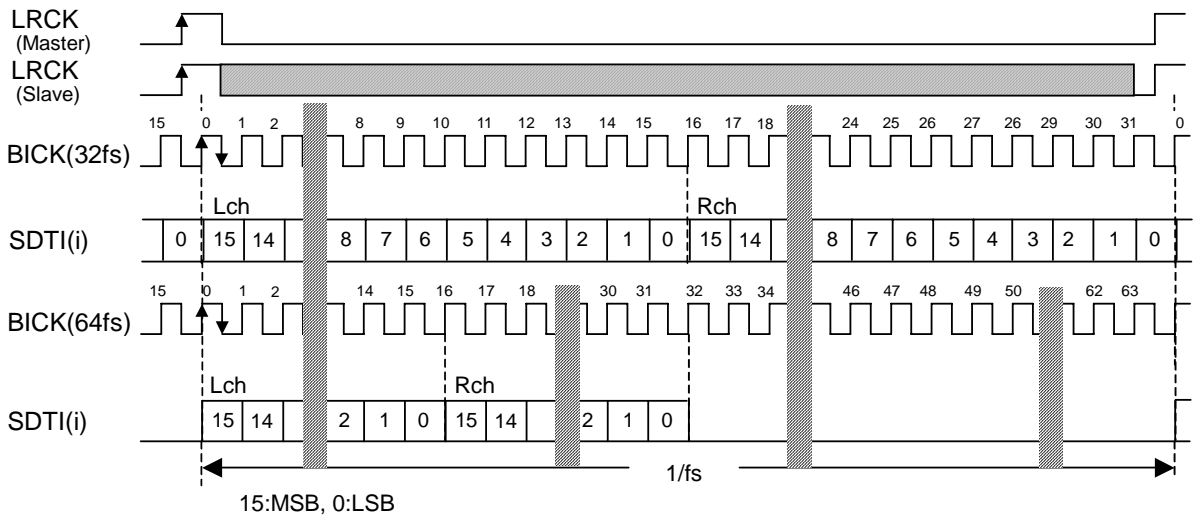 LRCK
(Master)
LRCK
(Slave)
15 0 1 2 8 9 10 11 12 13 14 15 16 17 18 24 25 26 27 26 29 30 31 0
BICK(32fs)
Lch Rch
SDTI(i) 0 15 14 8 7 6 5 4 3 2 1 0 15 14 8 7 6 5 4 3 2 1 0
15 0 1 2 14 15 16 17 18 30 31 32 33 34 46 47 48 49 50 62 63
BICK(64fs)
Lch Rch
SDTI(i) 15 14 2 1 0 15 14 2 1 0
1/fs
15:MSB, 0:LSB